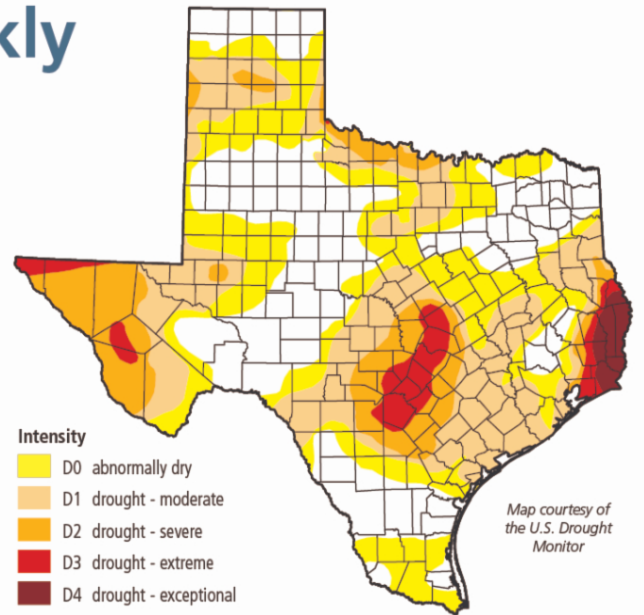 kly
Intensity
D0 abnormally dry
D1 drought - moderate
D2 drought - severe
D3 drought - extreme
D4 drought - exceptional
Map courtesy of
the U.S. Drought
Monitor